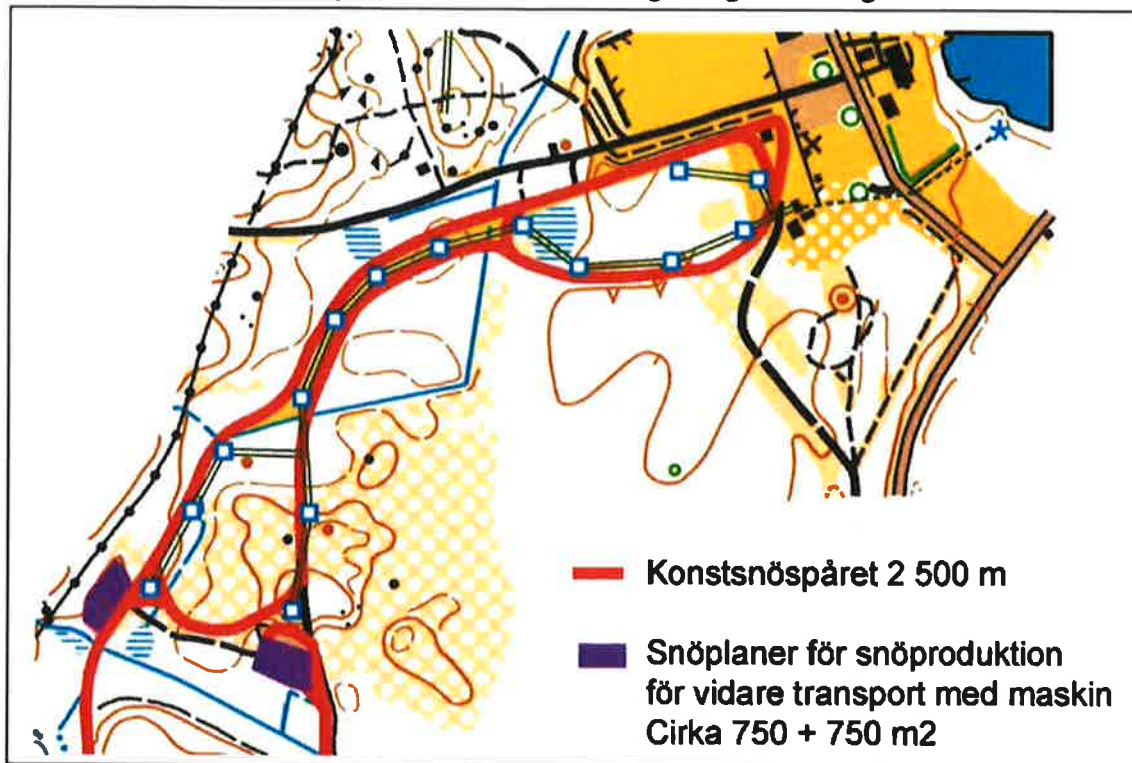 Konstsnöspåret 2 500 m
Snöplaner för snöproduktion
för vidare transport med maskin
Cirka 750 + 750 m2